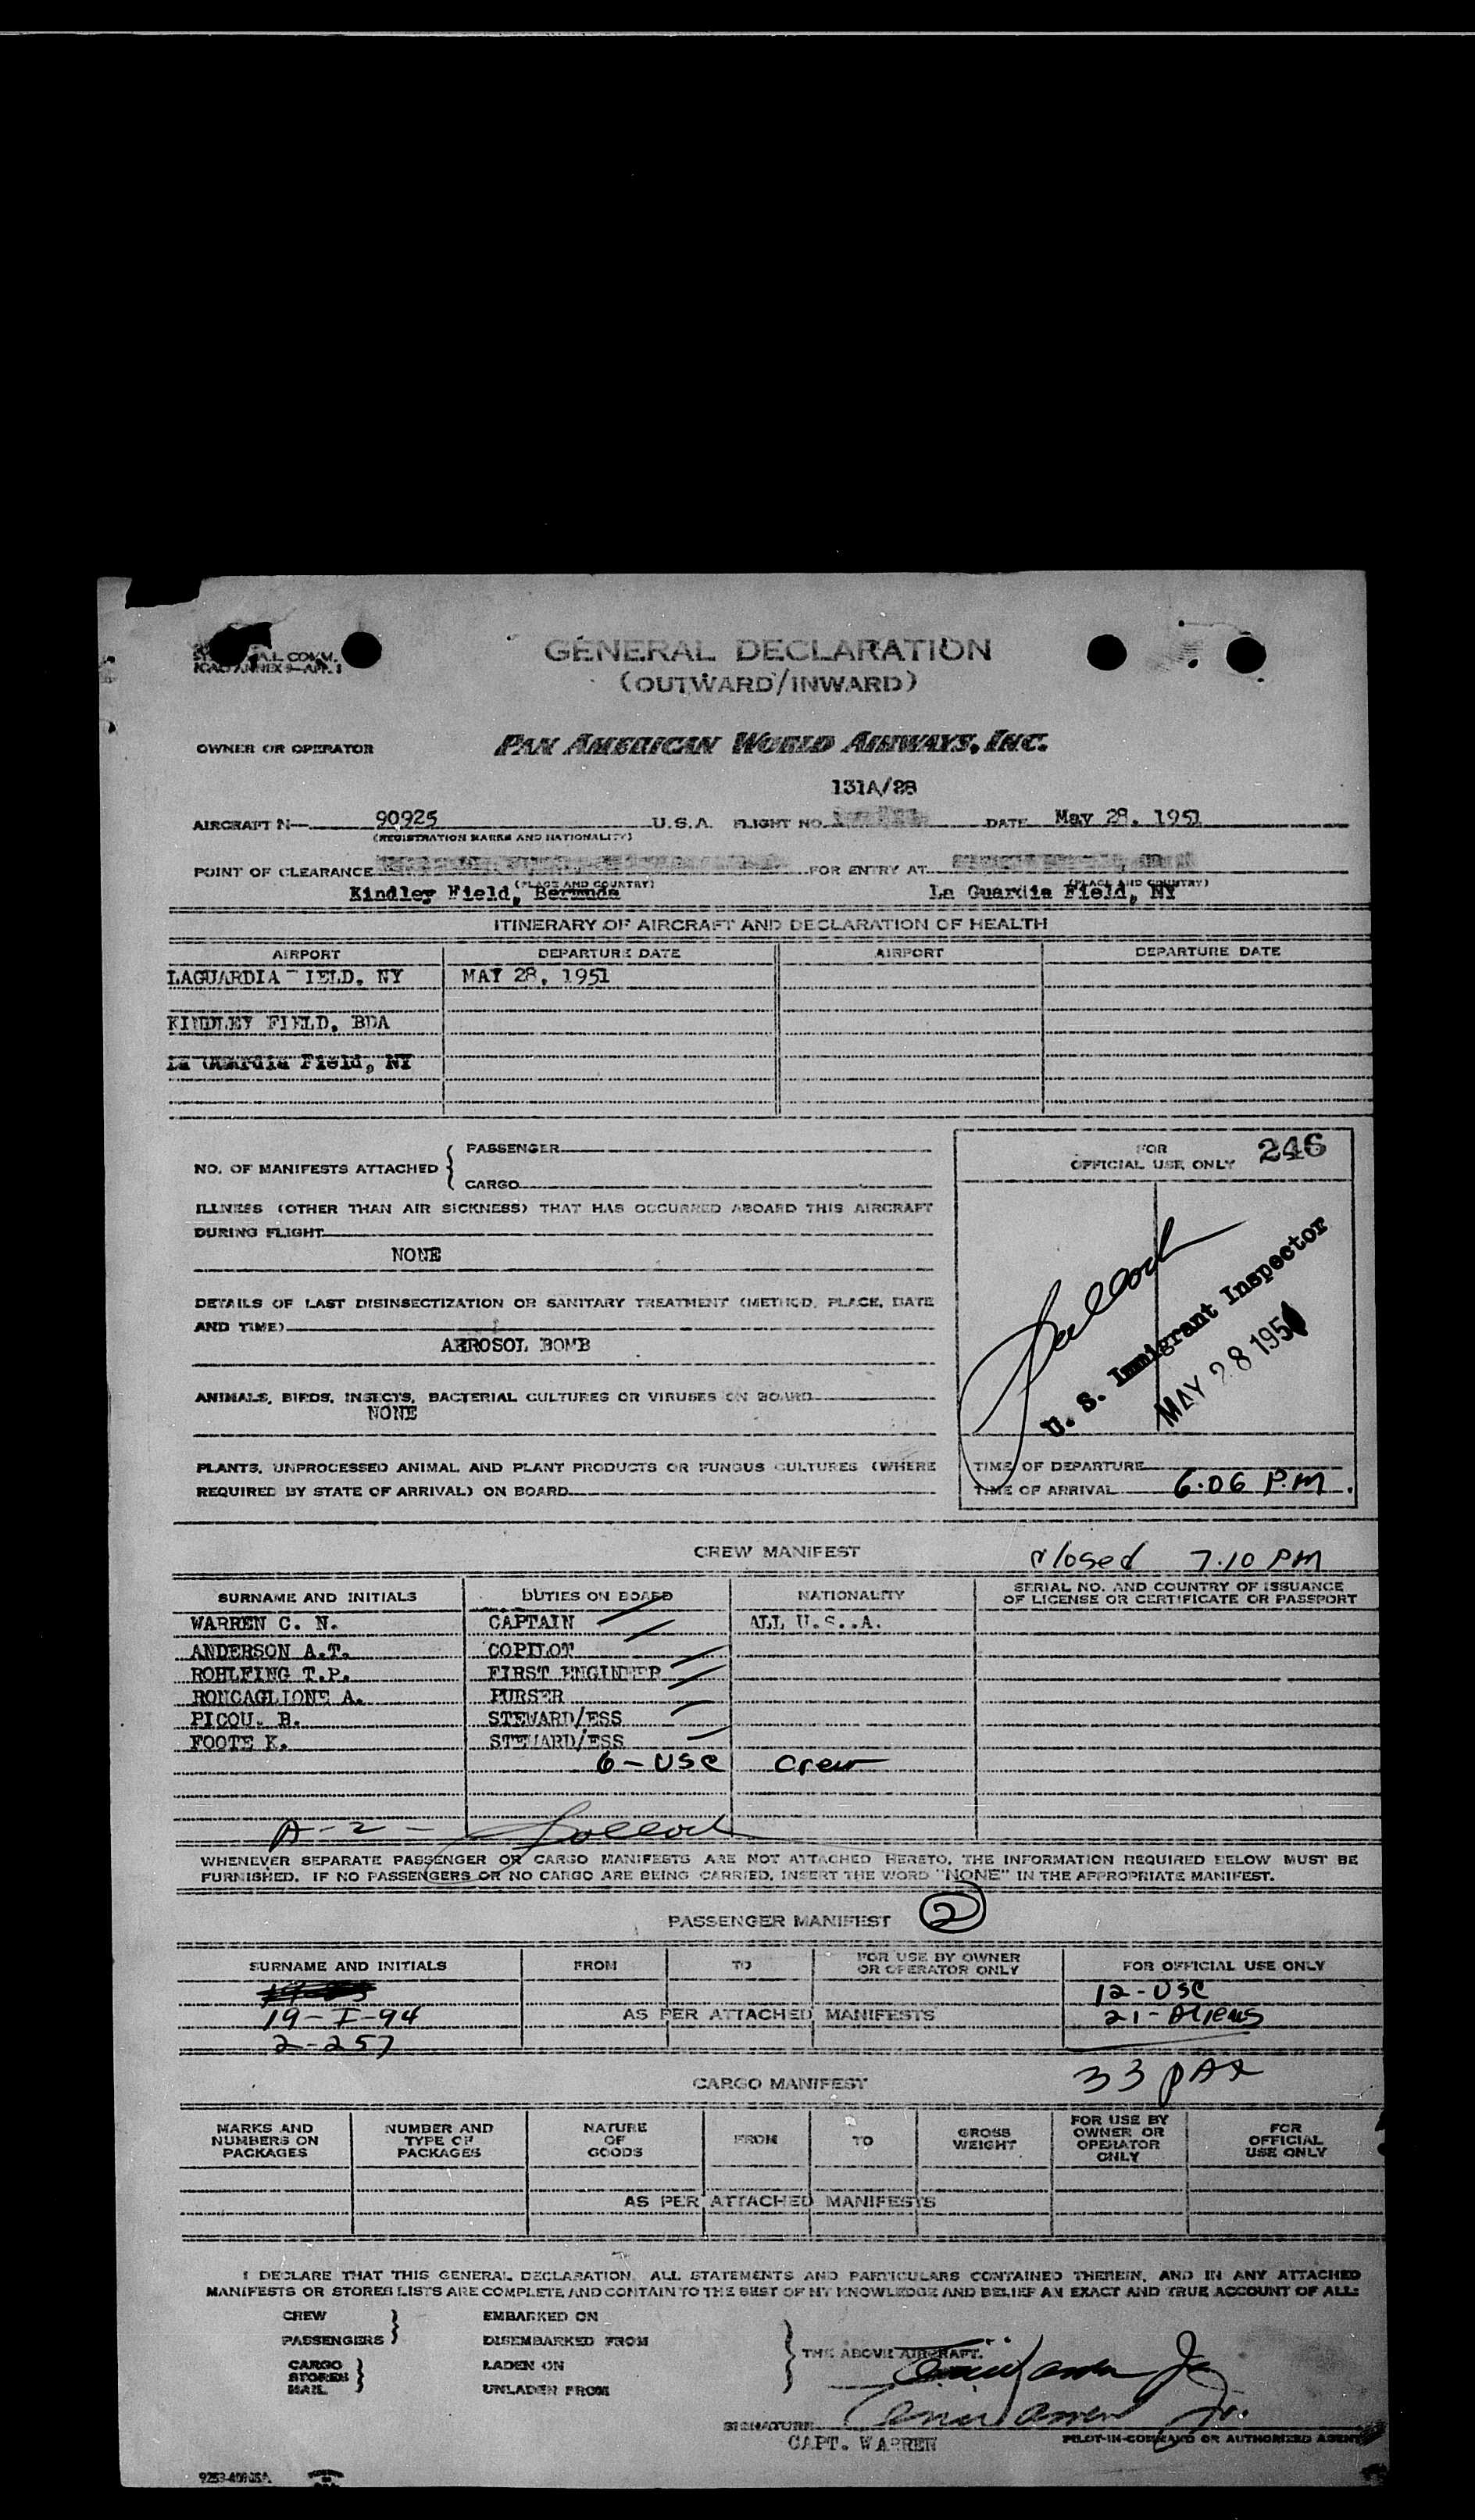 ICAO ANNEX 9—APP. 1
GENERAL DECLARATION
(OUTWARD/INWARD)
OWNER OR OPERATOR PAN AMERICAN WORLD AIRWAYS, INC.
131A/28
AIRCRAFT N— 90925 U.S.A. FLIGHT NO. DATE May 28, 1951
(REGISTRATION MARKS AND NATIONALITY)
POINT OF CLEARANCE FOR ENTRY AT
(PLACE AND COUNTRY) (PLACE AND COUNTRY)
Kindley Field, Bermuda La Guardia Field, NY
ITINERARY OF AIRCRAFT AND DECLARATION OF HEALTH
AIRPORT DEPARTURE DATE AIRPORT DEPARTURE DATE
LAGUARDIA IELD, NY MAY 28, 1951
KINDLEY FIELD, BDA
La Guardia Field, NY
NO. OF MANIFESTS ATTACHED { PASSENGER
CARGO
FOR
OFFICIAL USE ONLY 246
ILLNESS (OTHER THAN AIR SICKNESS) THAT HAS OCCURRED ABOARD THIS AIRCRAFT
DURING FLIGHT
NONE
DETAILS OF LAST DISINSECTIZATION OR SANITARY TREATMENT (METHOD, PLACE, DATE
AND TIME)
AEROSOL BOMB
U. S. Immigrant Inspector
MAY 28 1951
ANIMALS, BIRDS, INSECTS, BACTERIAL CULTURES OR VIRUSES ON BOARD
NONE
PLANTS, UNPROCESSED ANIMAL AND PLANT PRODUCTS OR FUNGUS CULTURES (WHERE
REQUIRED BY STATE OF ARRIVAL) ON BOARD
TIME OF DEPARTURE
TIME OF ARRIVAL 6.06 P.M.
CREW MANIFEST closed 7.10 PM
SURNAME AND INITIALS DUTIES ON BOARD NATIONALITY SERIAL NO. AND COUNTRY OF ISSUANCE
OF LICENSE OR CERTIFICATE OR PASSPORT
WARREN C. N. CAPTAIN ALL U.S..A.
ANDERSON A.T. COPILOT
ROHLFING T.P. FIRST ENGINEER
RONCAGLIONE A. PURSER
PICOU. B. STEWARD/ESS
FOOTE K. STEWARD/ESS
6 - USC Crew
A-2-
WHENEVER SEPARATE PASSENGER OR CARGO MANIFESTS ARE NOT ATTACHED HERETO, THE INFORMATION REQUIRED BELOW MUST BE
FURNISHED. IF NO PASSENGERS OR NO CARGO ARE BEING CARRIED, INSERT THE WORD "NONE" IN THE APPROPRIATE MANIFEST.
PASSENGER MANIFEST 2
SURNAME AND INITIALS FROM TO FOR USE BY OWNER
OR OPERATOR ONLY FOR OFFICIAL USE ONLY
12-USC
19-I-94 AS PER ATTACHED MANIFESTS 21-Aliens
2-257
CARGO MANIFEST 33 PAX
MARKS AND
NUMBERS ON
PACKAGES
NUMBER AND
TYPE OF
PACKAGES
NATURE
OF
GOODS
FROM
TO
GROSS
WEIGHT
FOR USE BY
OWNER OR
OPERATOR
ONLY
FOR
OFFICIAL
USE ONLY
AS PER ATTACHED MANIFESTS
I DECLARE THAT THIS GENERAL DECLARATION, ALL STATEMENTS AND PARTICULARS CONTAINED THEREIN, AND IN ANY ATTACHED
MANIFESTS OR STORES LISTS ARE COMPLETE AND CONTAIN TO THE BEST OF MY KNOWLEDGE AND BELIEF AN EXACT AND TRUE ACCOUNT OF ALL:
CREW EMBARKED ON
PASSENGERS DISEMBARKED FROM
THE ABOVE AIRCRAFT.
CARGO LADEN ON
STORES
MAIL UNLADEN FROM
SIGNATURE
CAPT. WARREN PILOT-IN-COMMAND OR AUTHORIZED AGENT